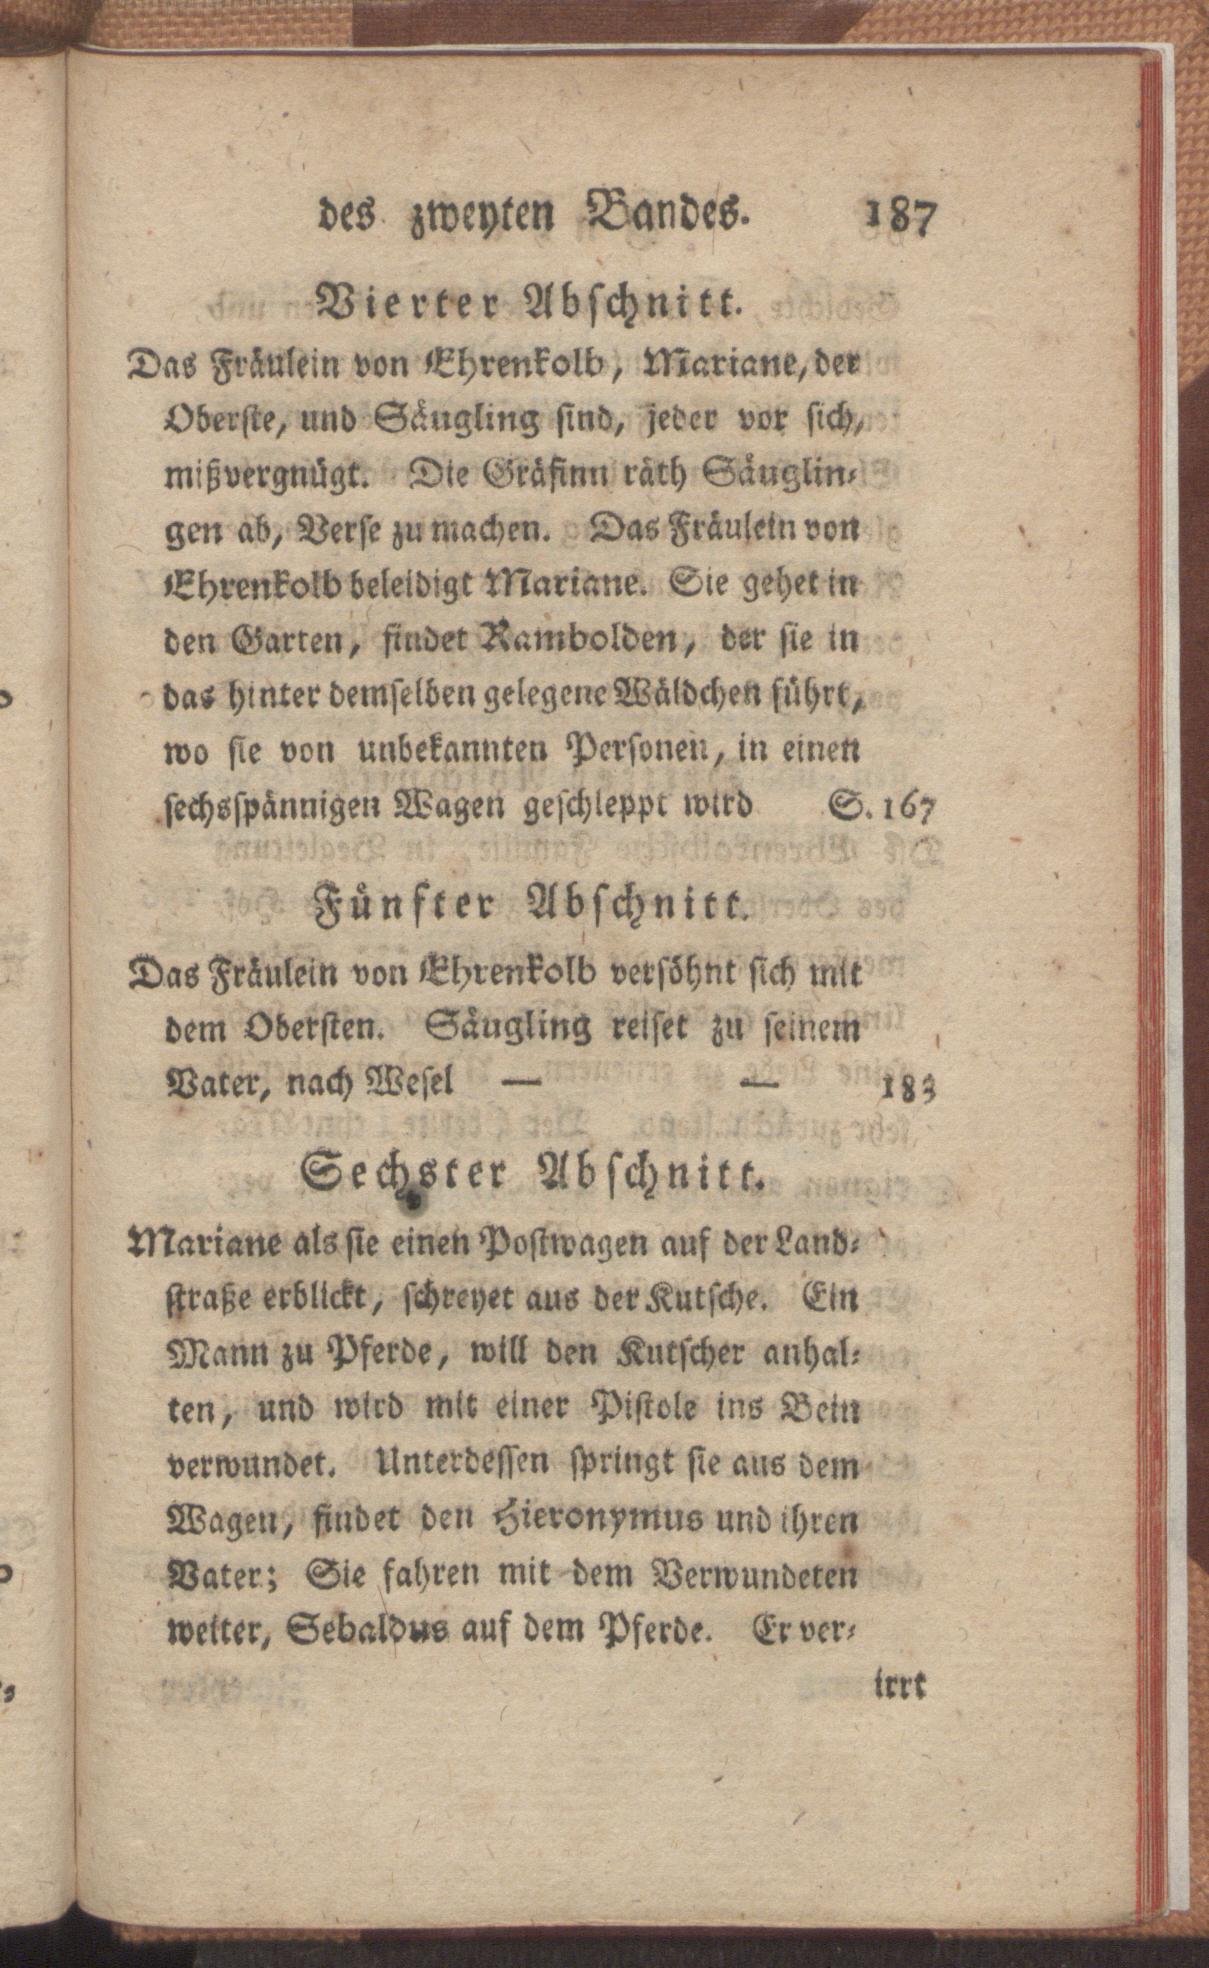 des zweyten Bandes. 187
Vierter Abschnitt.
Das Fräulein von Ehrenkolb, Mariane, der
Oberste, und Säugling sind, jeder vor sich,
mißvergnügt. Die Gräfinn räth Säuglin-
gen ab, Verse zu machen. Das Fräulein von
Ehrenkolb beleidigt Mariane. Sie gehet in
den Garten, findet Rambolden, der sie in
das hinter demselben gelegene Wäldchen führt,
wo sie von unbekannten Personen, in einen
sechsspännigen Wagen geschleppt wird S. 167
Fünfter Abschnitt.
Das Fräulein von Ehrenkolb versöhnt sich mit
dem Obersten. Säugling reiset zu seinem
Vater, nach Wesel — — 183
Sechster Abschnitt.
Mariane als sie einen Postwagen auf der Land-
straße erblickt, schreyet aus der Kutsche. Ein
Mann zu Pferde, will den Kutscher anhal-
ten, und wird mit einer Pistole ins Bein
verwundet. Unterdessen springt sie aus dem
Wagen, findet den Hieronymus und ihren
Vater; Sie fahren mit dem Verwundeten
weiter, Sebaldus auf dem Pferde. Er ver-
irrt